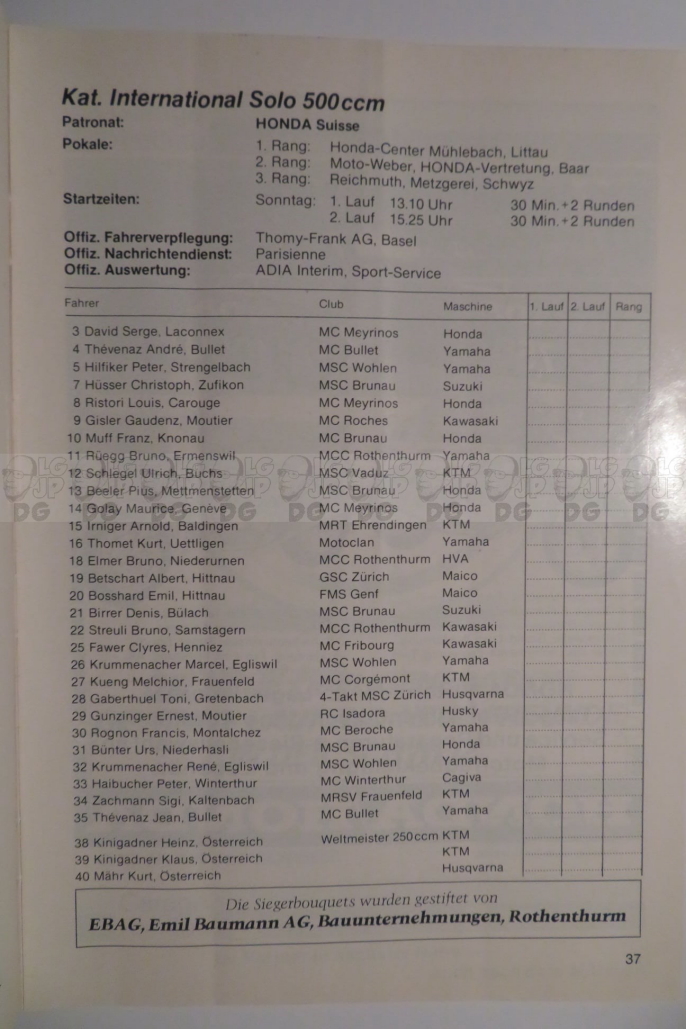 Kat. International Solo 500ccm
Patronat: HONDA Suisse
Pokale: 1. Rang: Honda-Center Mühlebach, Littau
2. Rang: Moto-Weber, HONDA-Vertretung, Baar
3. Rang: Reichmuth, Metzgerei, Schwyz
Startzeiten: Sonntag: 1. Lauf 13.10 Uhr 30 Min.+2 Runden
2. Lauf 15.25 Uhr 30 Min.+2 Runden
Offiz. Fahrerverpflegung: Thomy-Frank AG, Basel
Offiz. Nachrichtendienst: Parisienne
Offiz. Auswertung: ADIA Interim, Sport-Service
Fahrer Club Maschine 1. Lauf 2. Lauf Rang
3 David Serge, Laconnex MC Meyrinos Honda
4 Thévenaz André, Bullet MC Bullet Yamaha
5 Hilfiker Peter, Strengelbach MSC Wohlen Yamaha
7 Hüsser Christoph, Zufikon MSC Brunau Suzuki
8 Ristori Louis, Carouge MC Meyrinos Honda
9 Gisler Gaudenz, Moutier MC Roches Kawasaki
10 Muff Franz, Knonau MC Brunau Honda
11 Rüegg Bruno, Ermenswil MCC Rothenthurm Yamaha
12 Schlegel Ulrich, Buchs MSC Vaduz KTM
13 Beeler Pius, Mettmenstetten MSC Brunau Honda
14 Golay Maurice, Genève MC Meyrinos Honda
15 Irniger Arnold, Baldingen MRT Ehrendingen KTM
16 Thomet Kurt, Uettligen Motoclan Yamaha
18 Elmer Bruno, Niederurnen MCC Rothenthurm HVA
19 Betschart Albert, Hittnau GSC Zürich Maico
20 Bosshard Emil, Hittnau FMS Genf Maico
21 Birrer Denis, Bülach MSC Brunau Suzuki
22 Streuli Bruno, Samstagern MCC Rothenthurm Kawasaki
25 Fawer Clyres, Henniez MC Fribourg Kawasaki
26 Krummenacher Marcel, Egliswil MSC Wohlen Yamaha
27 Kueng Melchior, Frauenfeld MC Corgémont KTM
28 Gaberthuel Toni, Gretenbach 4-Takt MSC Zürich Husqvarna
29 Gunzinger Ernest, Moutier RC Isadora Husky
30 Rognon Francis, Montalchez MC Beroche Yamaha
31 Bünter Urs, Niederhasli MSC Brunau Honda
32 Krummenacher René, Egliswil MSC Wohlen Yamaha
33 Haibucher Peter, Winterthur MC Winterthur Cagiva
34 Zachmann Sigi, Kaltenbach MRSV Frauenfeld KTM
35 Thévenaz Jean, Bullet MC Bullet Yamaha
38 Kinigadner Heinz, Österreich Weltmeister 250ccm KTM
39 Kinigadner Klaus, Österreich KTM
40 Mähr Kurt, Österreich Husqvarna
Die Siegerbouquets wurden gestiftet von
EBAG, Emil Baumann AG, Bauunternehmungen, Rothenthurm
37